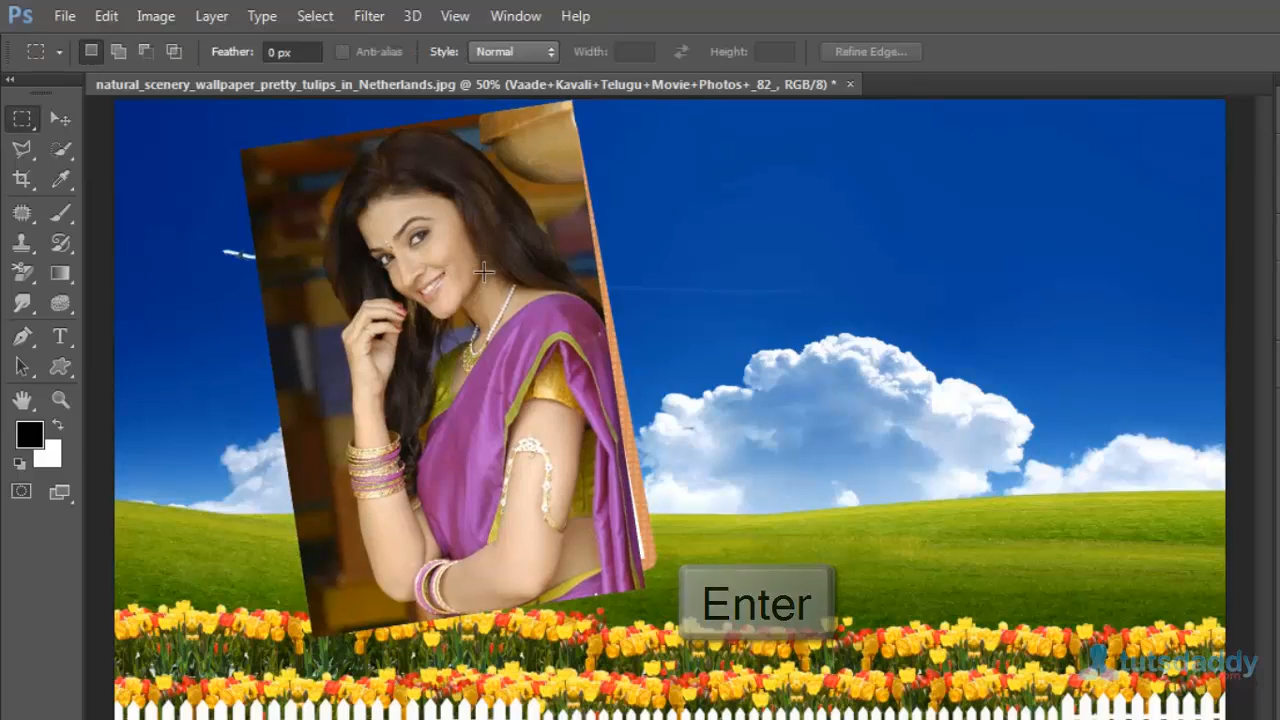 Ps File Edit Image Layer Type Select Filter 3D View Window Help
Feather: 0 px Anti-alias Style: Normal Width: Height: Refine Edge...
natural_scenery_wallpaper_pretty_tulips_in_Netherlands.jpg @ 50% (Vaade+Kavali+Telugu+Movie+Photos+_82_, RGB/8) * ×
T
Enter
tutsdaddy